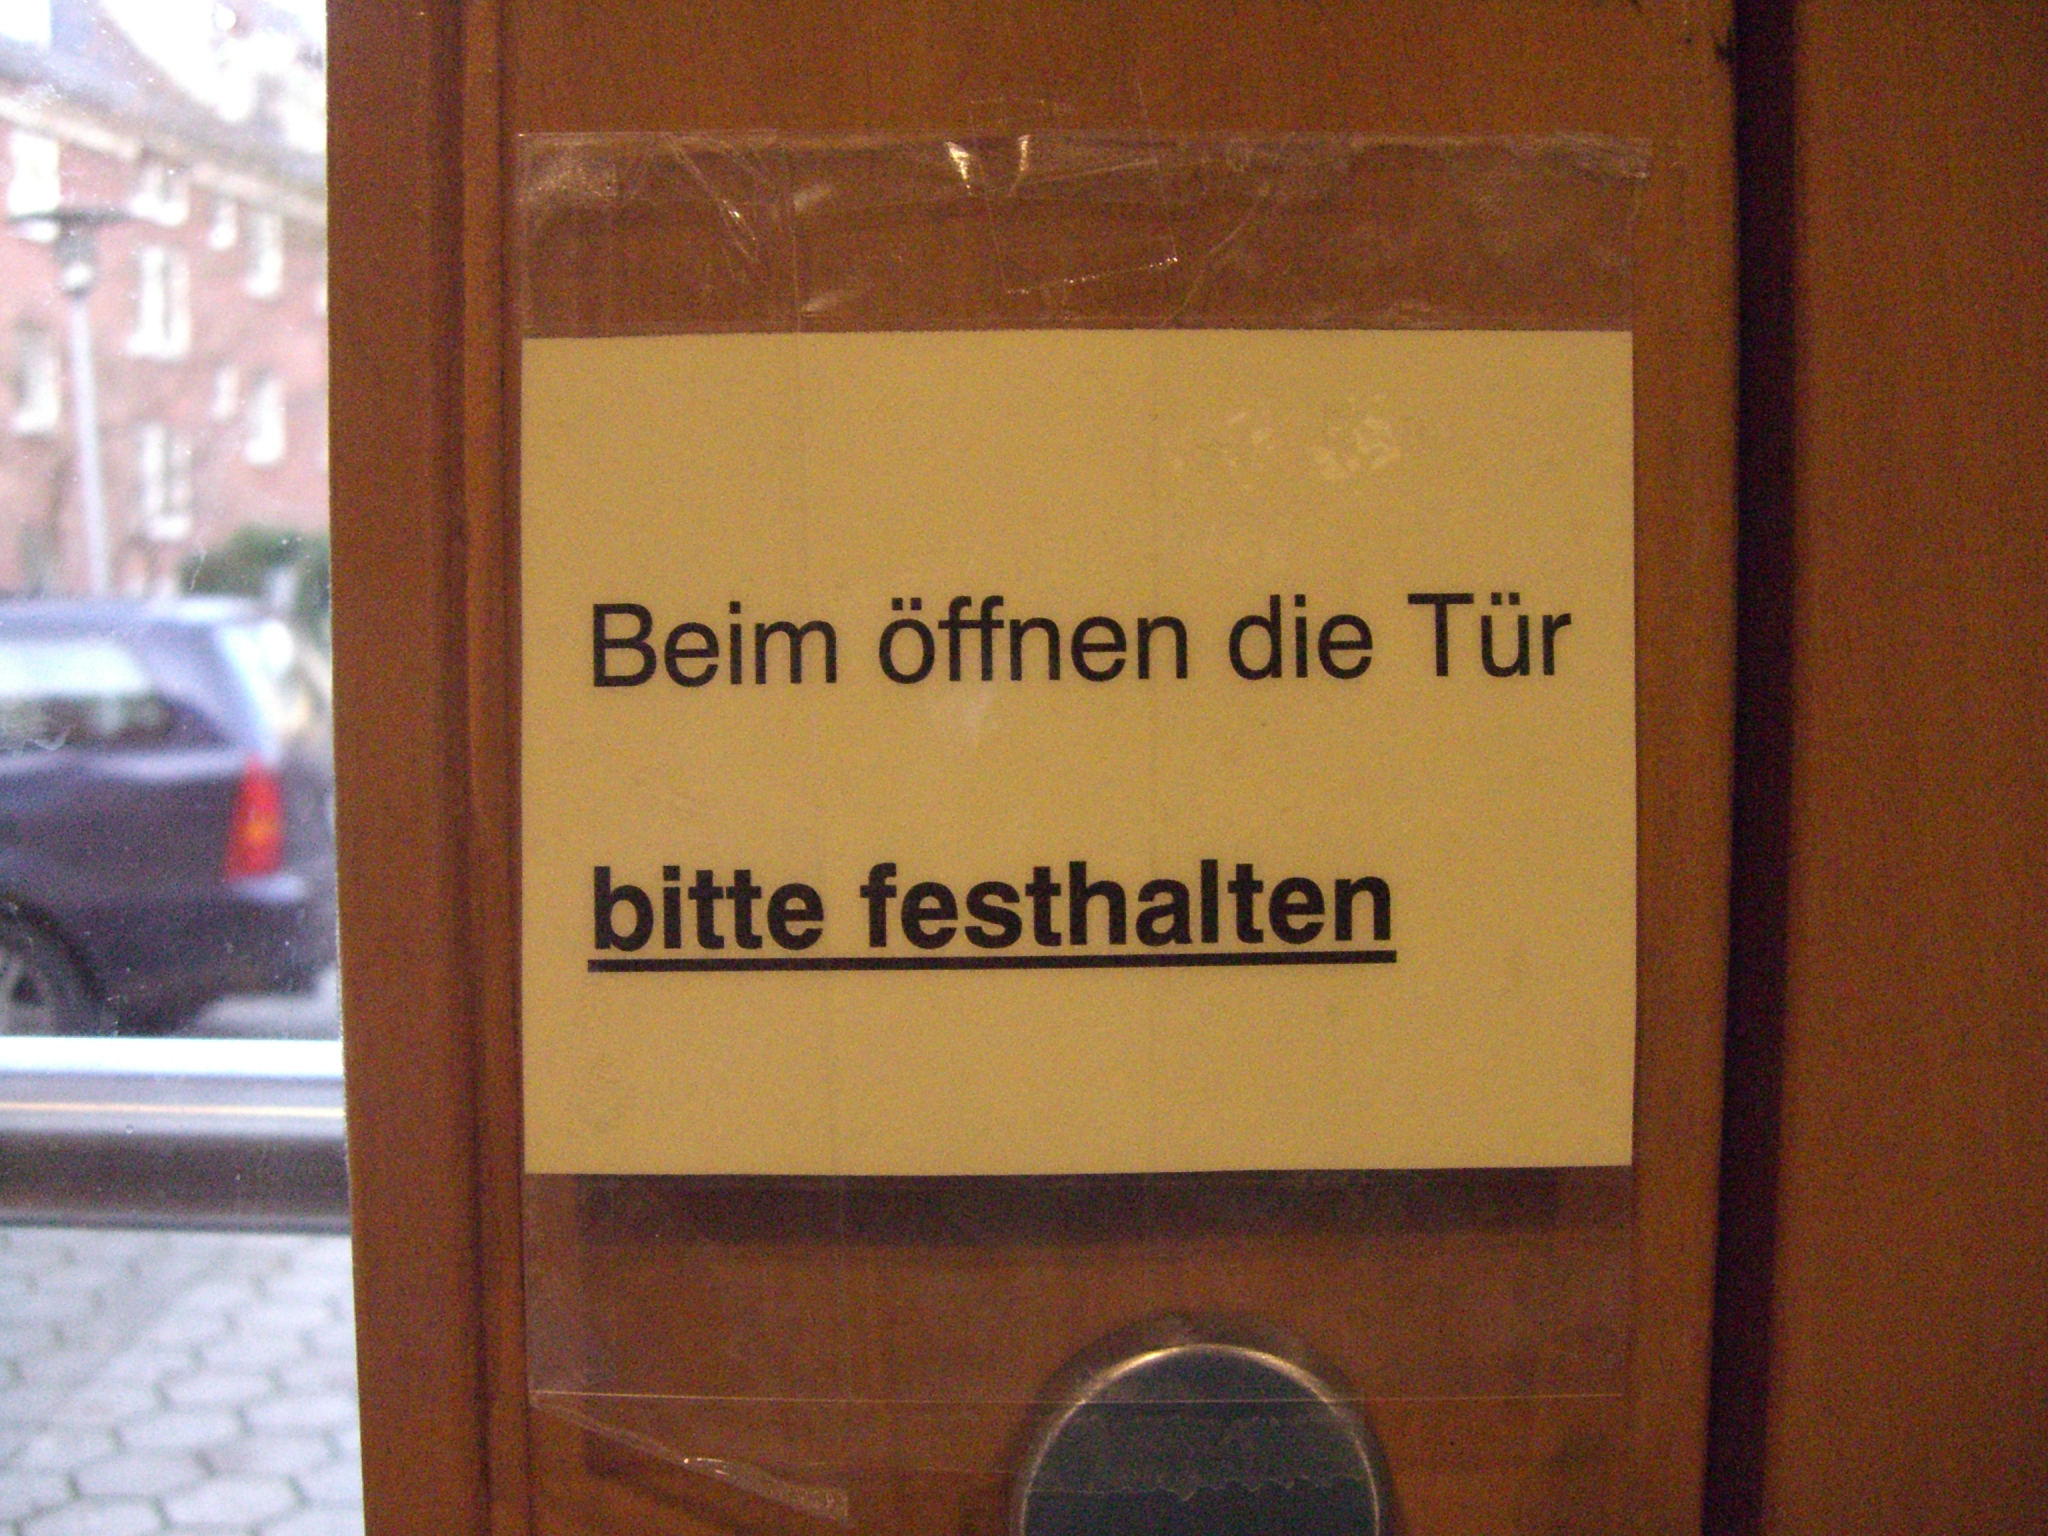 Beim öffnen die Tür
bitte festhalten